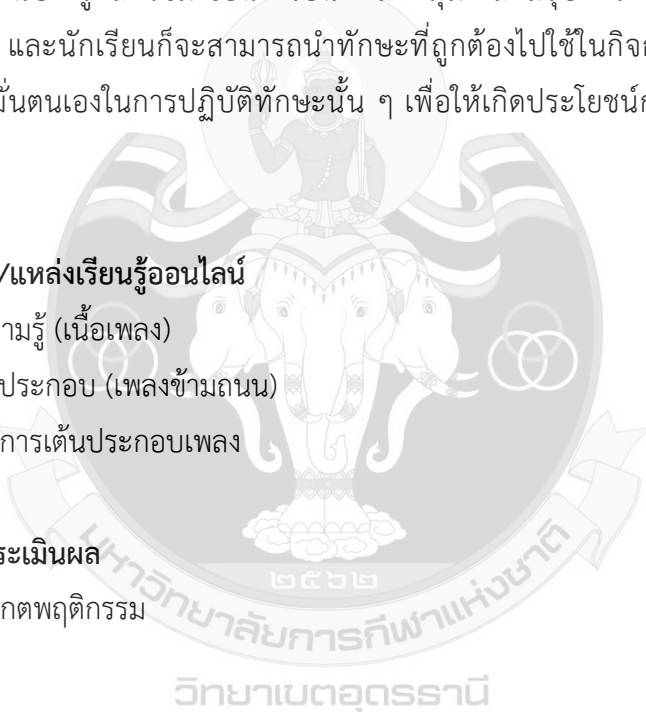 และนักเรียนก็จะสามารถนำทักษะที่ถูกต้องไปใช้ในกิจก
มั่นตนเองในการปฏิบัติทักษะนั้น ๆ เพื่อให้เกิดประโยชน์ก
/แหล่งเรียนรู้ออนไลน์
ามรู้ (เนื้อเพลง)
ประกอบ (เพลงข้ามถนน)
การเต้นประกอบเพลง
ระเมินผล
เกตพฤติกรรม
๒๕๖๒
มหาวิทยาลัยการกีฬาแห่งชาติ
วิทยาเขตอุดรธานี